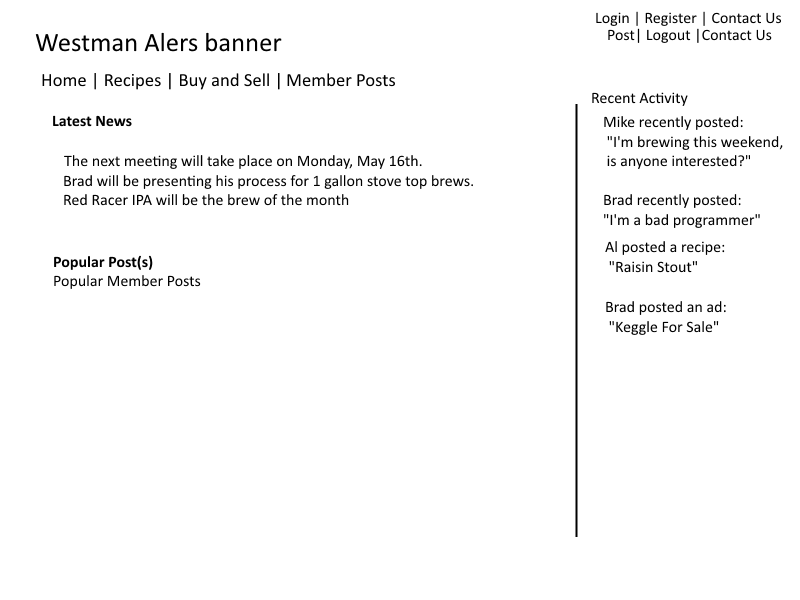 Login | Register | Contact Us
Post| Logout |Contact Us
Westman Alers banner
Home | Recipes | Buy and Sell | Member Posts
Latest News
The next meeting will take place on Monday, May 16th.
Brad will be presenting his process for 1 gallon stove top brews.
Red Racer IPA will be the brew of the month
Popular Post(s)
Popular Member Posts
Recent Activity
Mike recently posted:
"I'm brewing this weekend,
is anyone interested?"
Brad recently posted:
"I'm a bad programmer"
Al posted a recipe:
"Raisin Stout"
Brad posted an ad:
"Keggle For Sale"